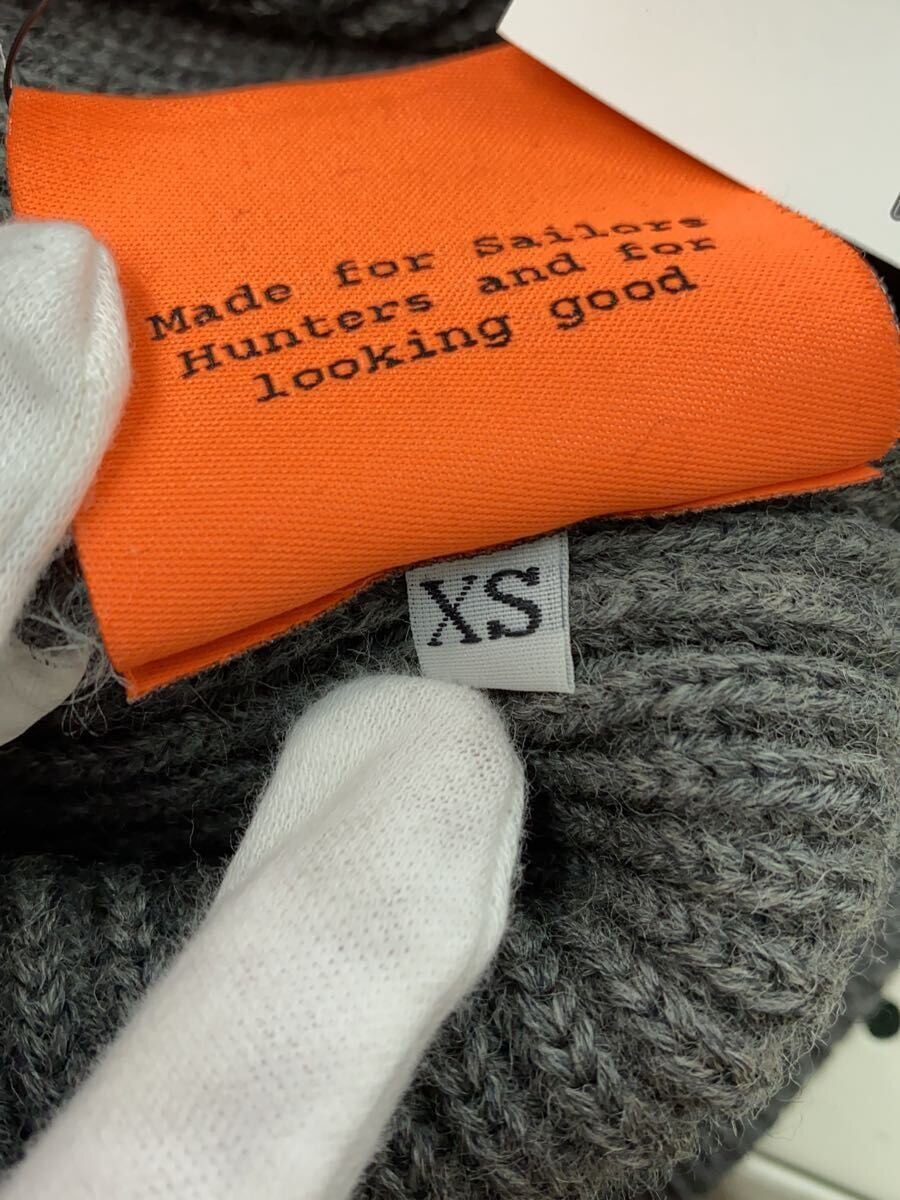 Made for Sailors
Hunters and for
looking good
XS